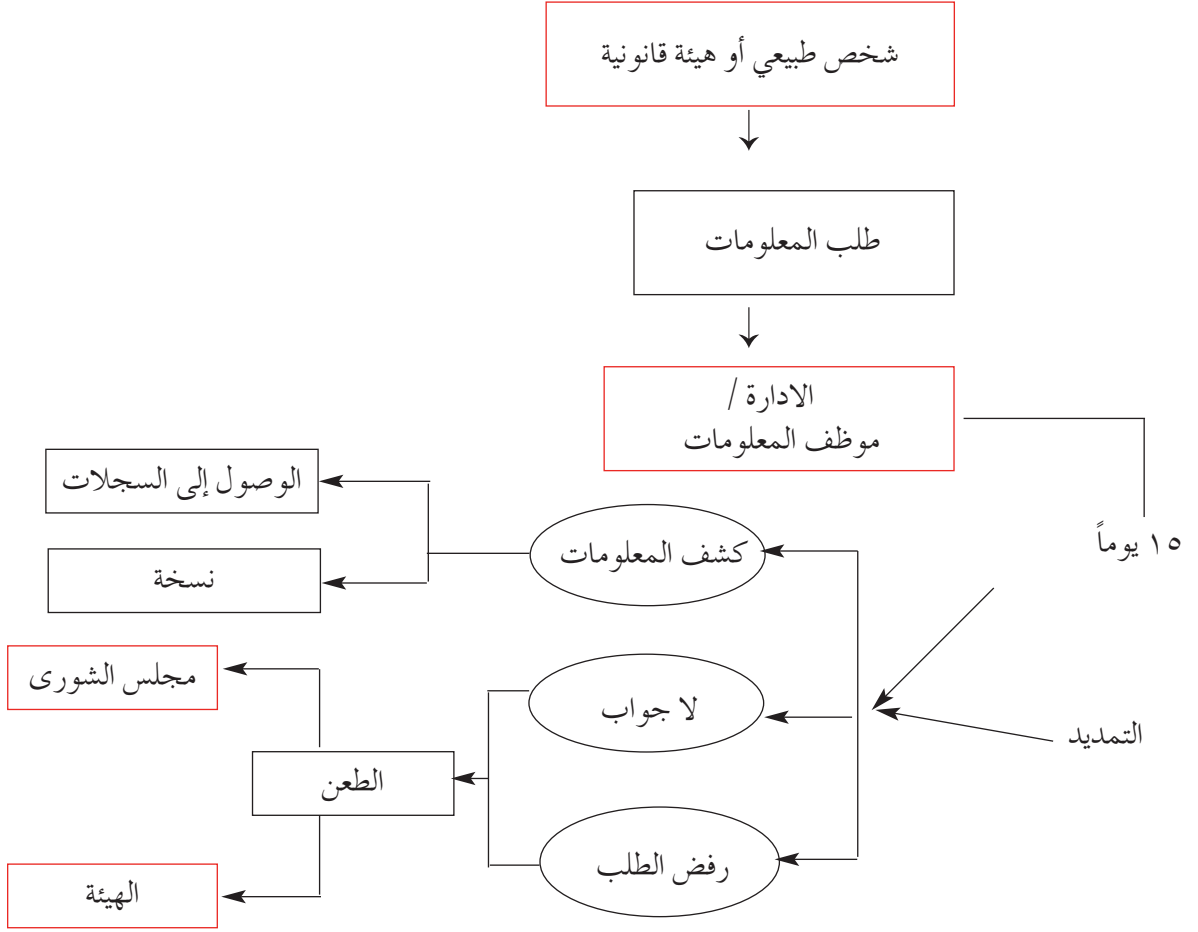 شخص طبيعي أو هيئة قانونية
طلب المعلومات
الادارة /
موظف المعلومات
١٥ يوماً
التمديد
كشف المعلومات
الوصول إلى السجلات
نسخة
لا جواب
رفض الطلب
الطعن
مجلس الشورى
الهيئة